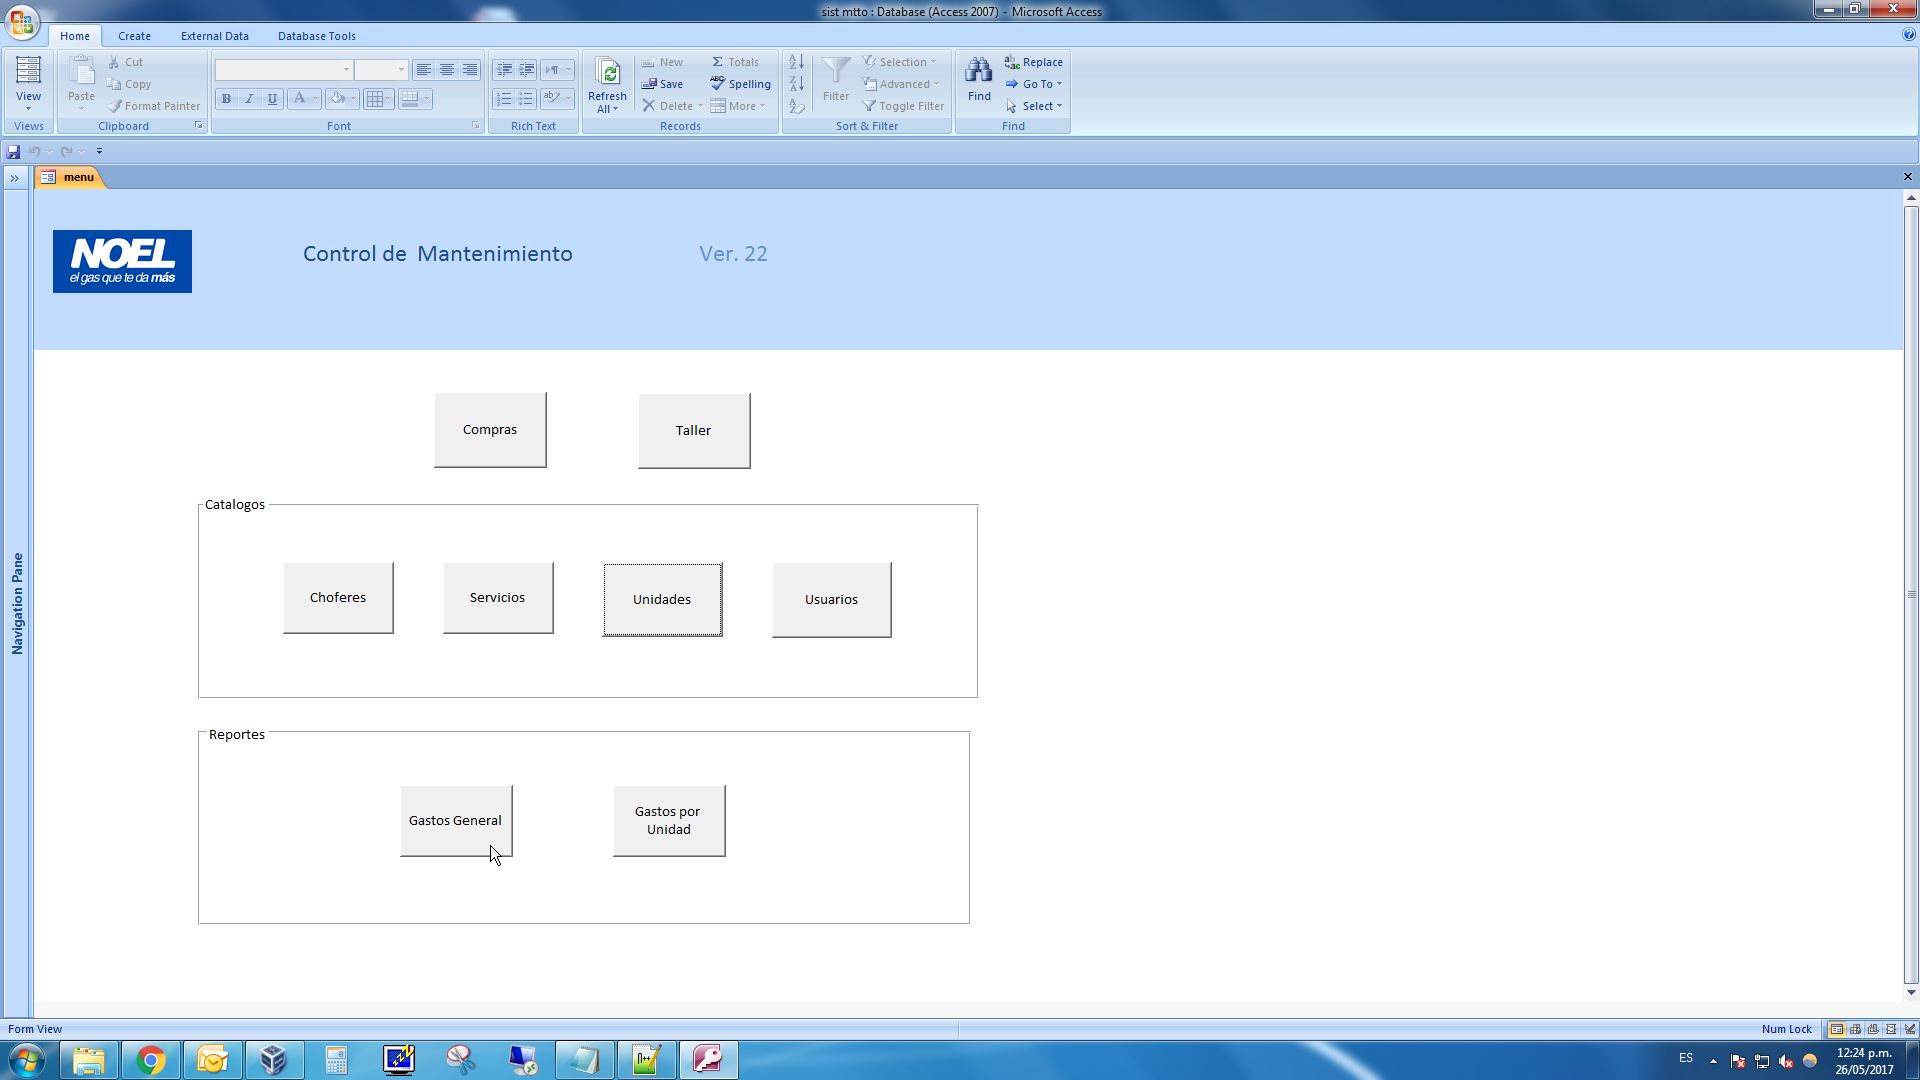 sist mtto : Database (Access 2007) - Microsoft Access
Home Create External Data Database Tools
View
Views
Paste
Cut
Copy
Format Painter
Clipboard
B I U
Font
Rich Text
Refresh All
New
Save
Delete
Totals
Spelling
More
Records
Filter
Selection
Advanced
Toggle Filter
Sort & Filter
Find
Replace
Go To
Select
Find
menu
Navigation Pane
NOEL
el gas que te da más
Control de Mantenimiento
Ver. 22
Compras
Taller
Catalogos
Choferes
Servicios
Unidades
Usuarios
Reportes
Gastos General
Gastos por
Unidad
Form View
Num Lock
ES
12:24 p.m.
26/05/2017